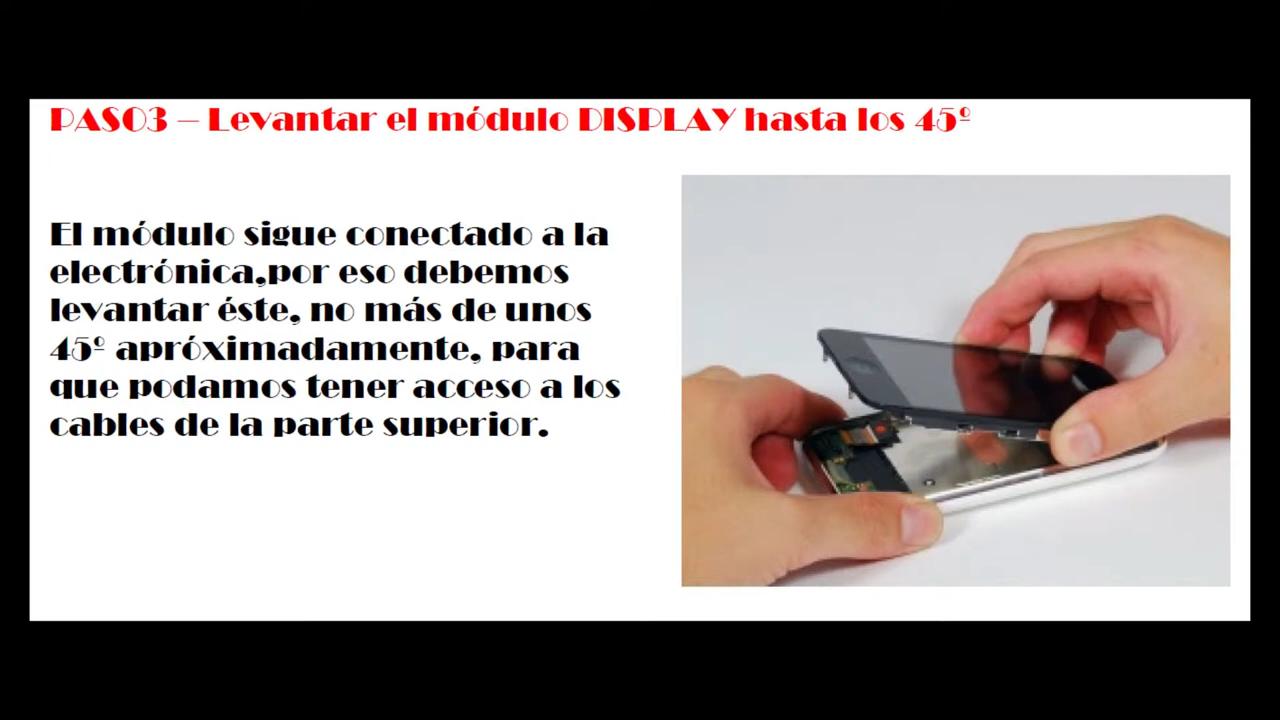 PASO3 – Levantar el módulo DISPLAY hasta los 45º
El módulo sigue conectado a la
electrónica,por eso debemos
levantar éste, no más de unos
45º apróximadamente, para
que podamos tener acceso a los
cables de la parte superior.